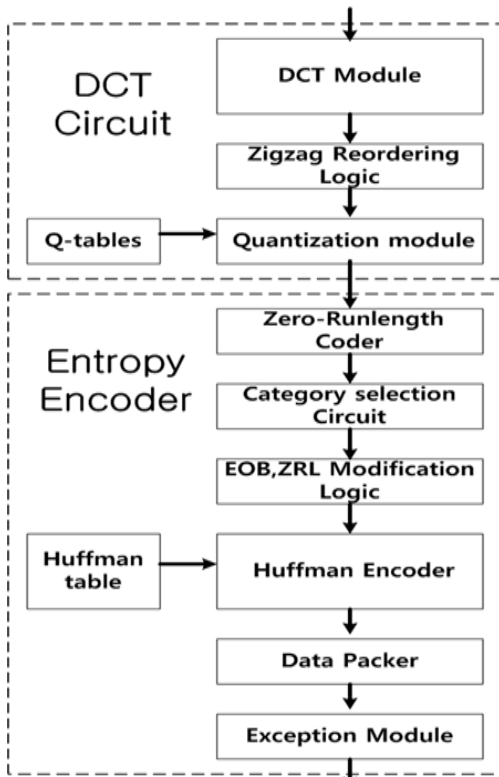 DCT
Circuit
DCT Module
Zigzag Reordering
Logic
Q-tables
Quantization module
Entropy
Encoder
Zero-Runlength
Coder
Category selection
Circuit
EOB,ZRL Modification
Logic
Huffman
table
Huffman Encoder
Data Packer
Exception Module